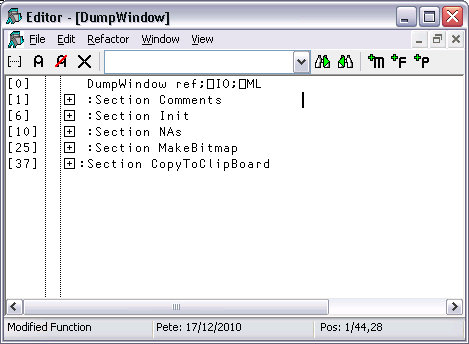 Editor - [DumpWindow]
File Edit Refactor Window View
A A M F P
[0] DumpWindow ref;⎕IO;⎕ML
[1] :Section Comments
[6] :Section Init
[10] :Section NAs
[25] :Section MakeBitmap
[37] :Section CopyToClipBoard
Modified Function Pete: 17/12/2010 Pos: 1/44,28